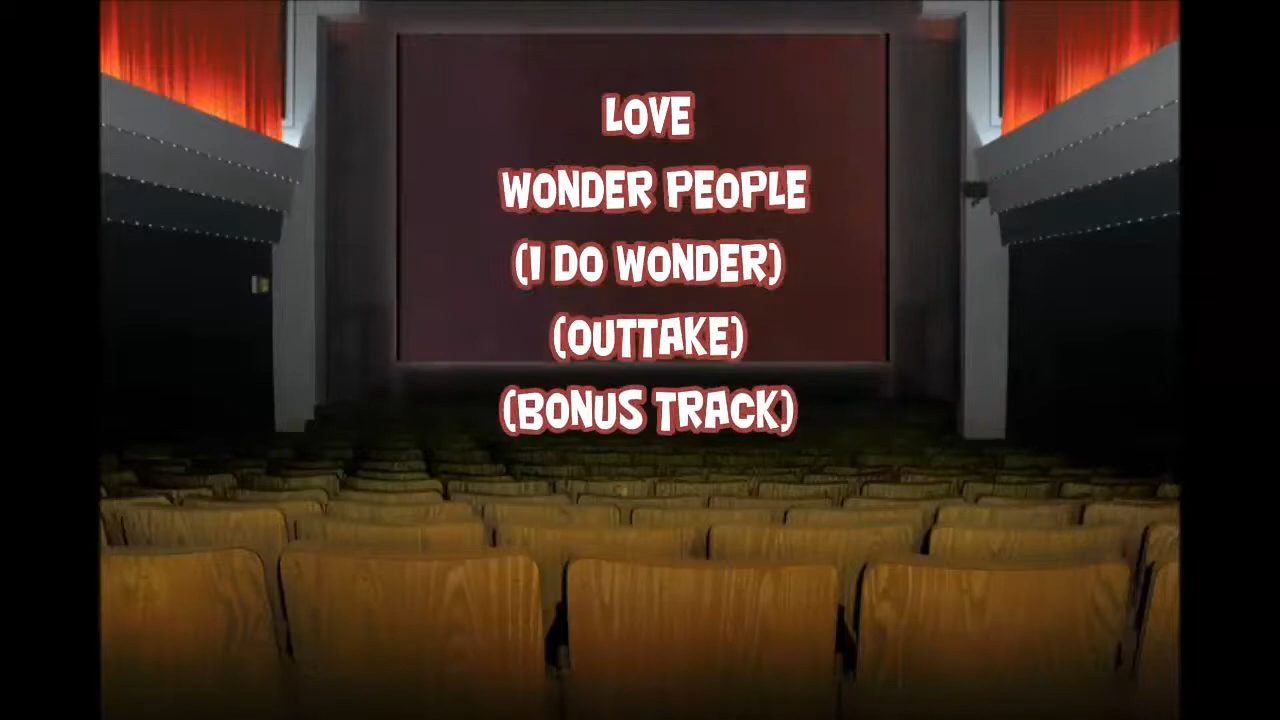 LOVE
WONDER PEOPLE
(I DO WONDER)
(OUTTAKE)
(BONUS TRACK)